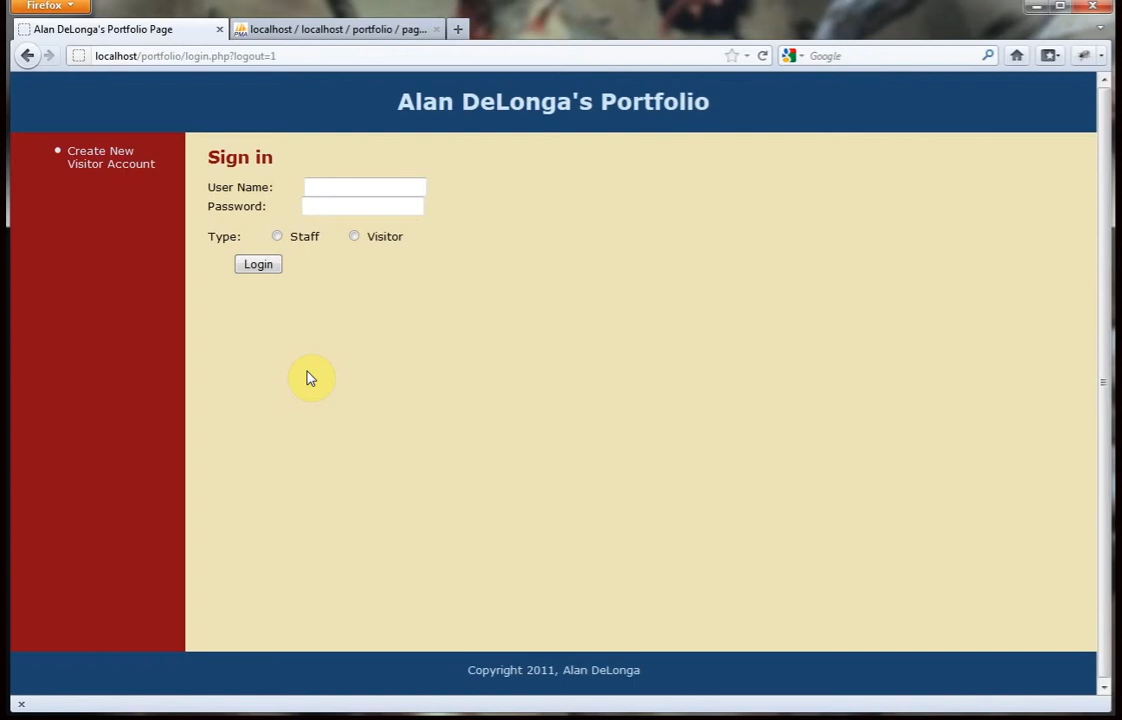 Firefox
Alan DeLonga's Portfolio Page
localhost / localhost / portfolio / pag...
localhost/portfolio/login.php?logout=1
Google
Alan DeLonga's Portfolio
Create New
Visitor Account
Sign in
User Name:
Password:
Type: Staff Visitor
Login
Copyright 2011, Alan DeLonga